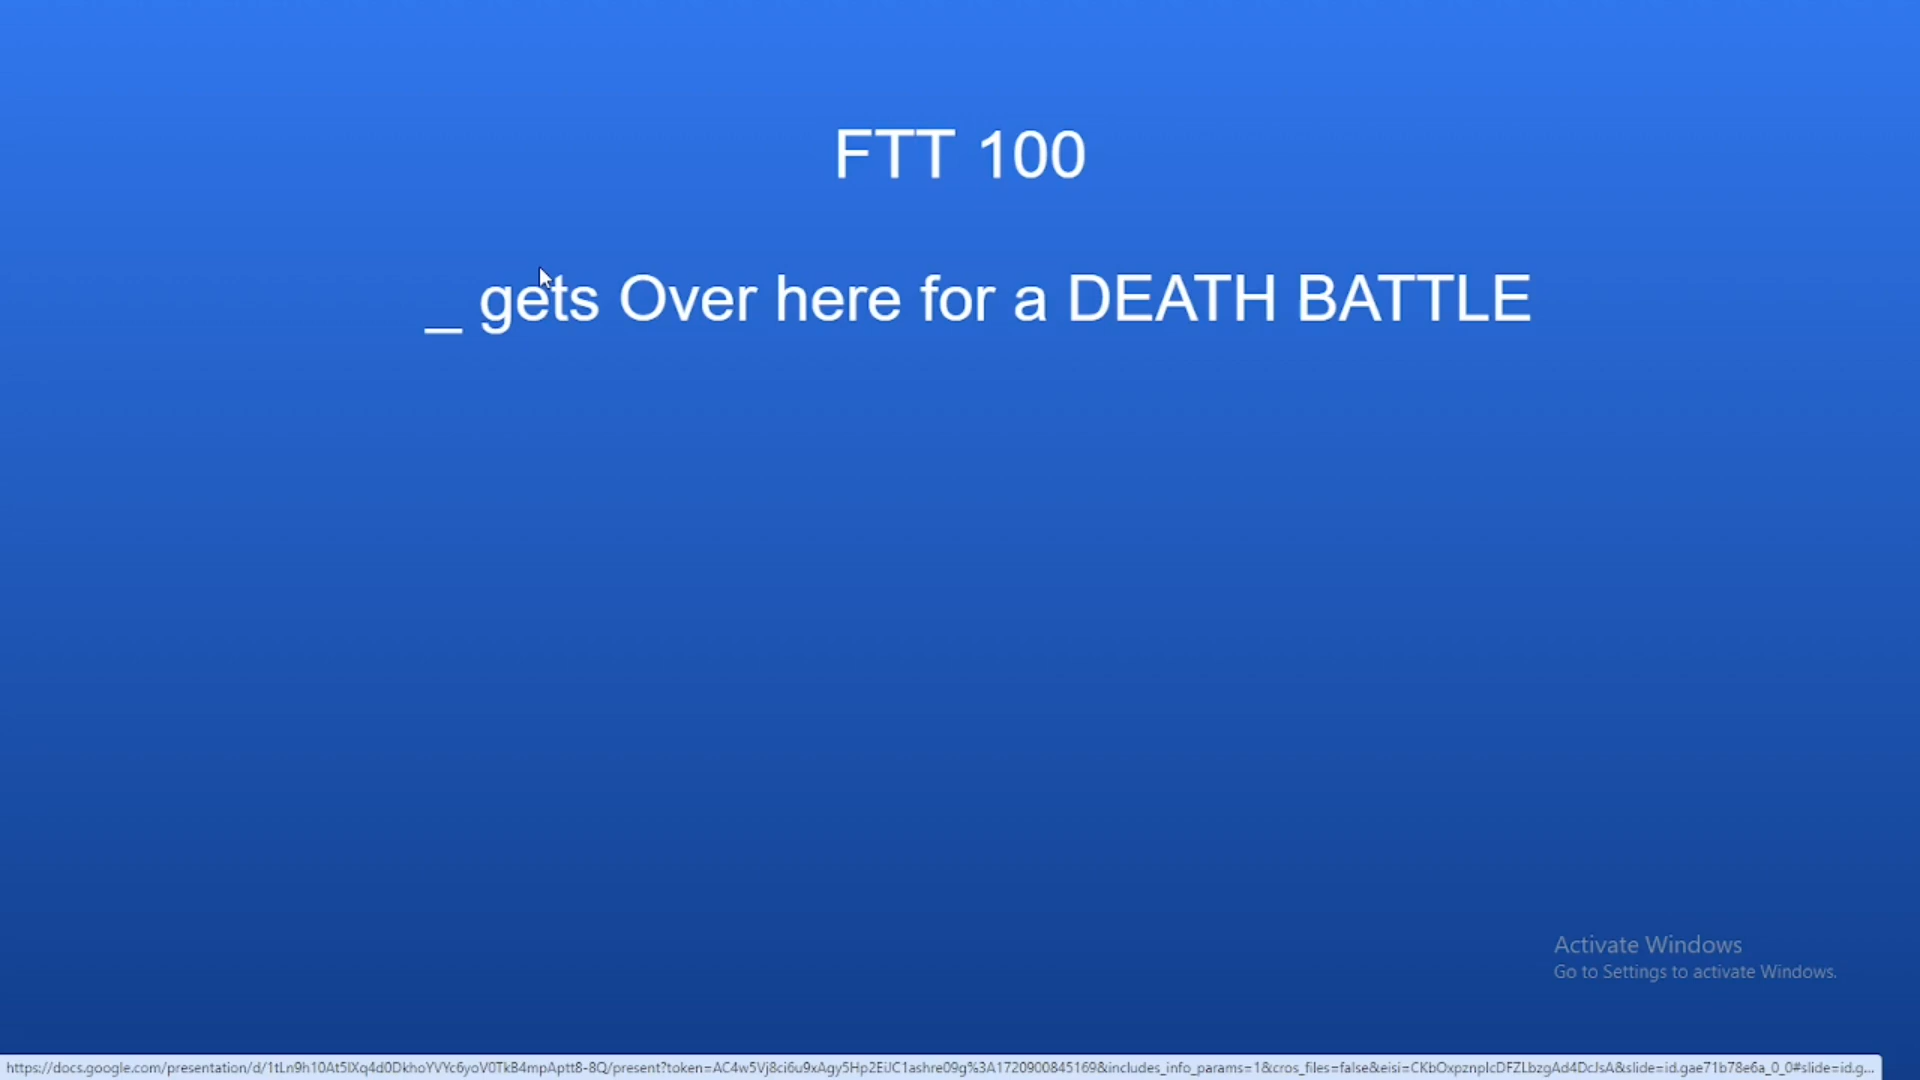 FTT 100
_ gets Over here for a DEATH BATTLE
Activate Windows
Go to Settings to activate Windows.